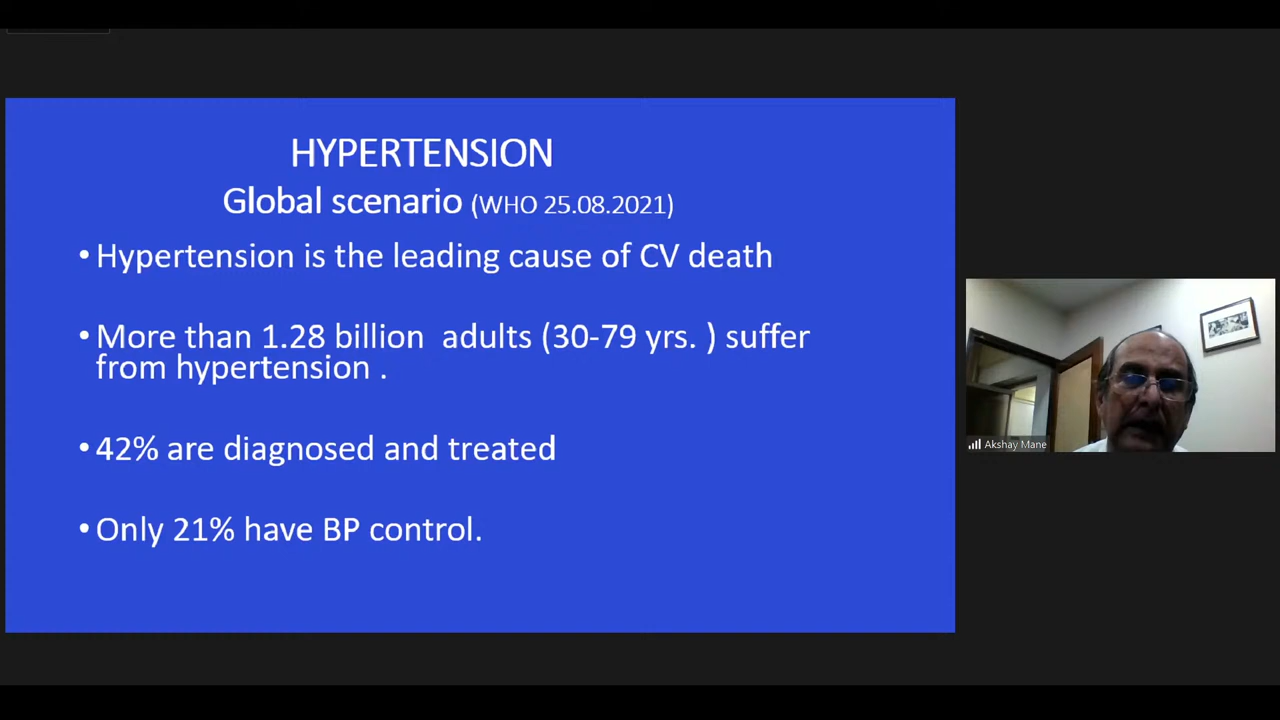 HYPERTENSION
Global scenario (WHO 25.08.2021)
•Hypertension is the leading cause of CV death
•More than 1.28 billion  adults (30-79 yrs. ) suffer
from hypertension .
•42% are diagnosed and treated
•Only 21% have BP control.
Akshay Mane